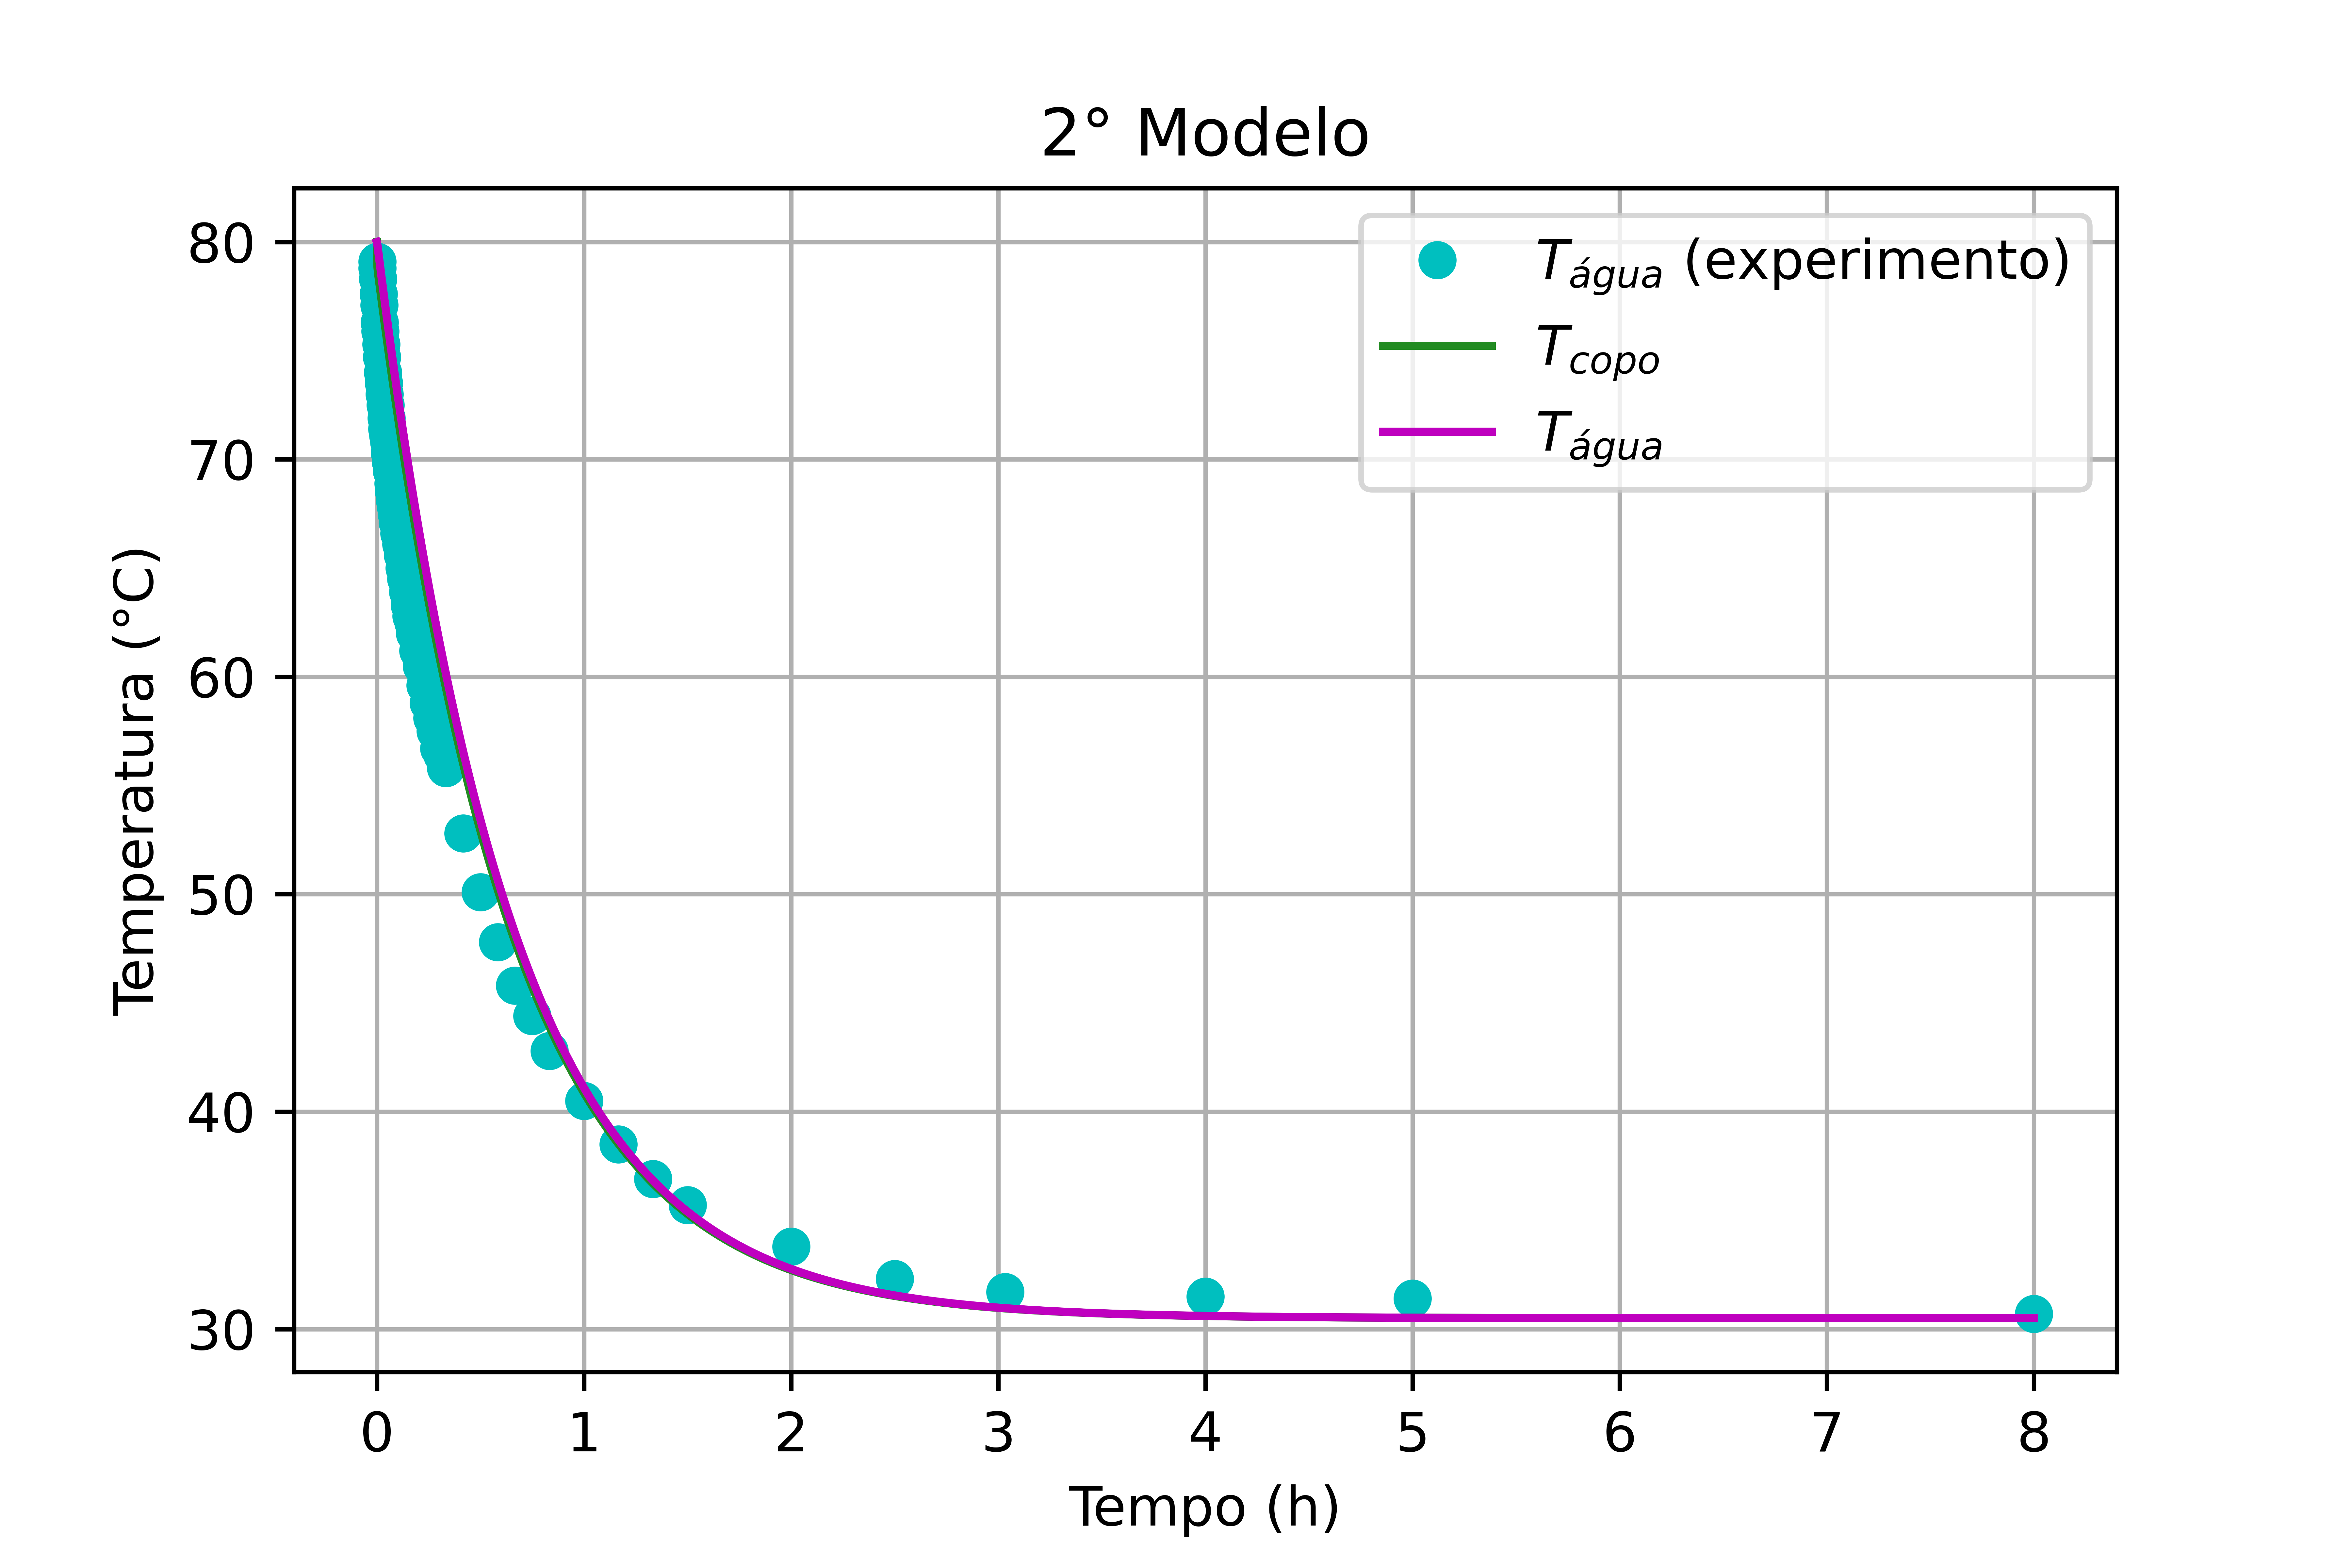 2° Modelo
T_água (experimento)
T_copo
T_água
80
70
60
50
40
30
Temperatura (°C)
0 1 2 3 4 5 6 7 8
Tempo (h)